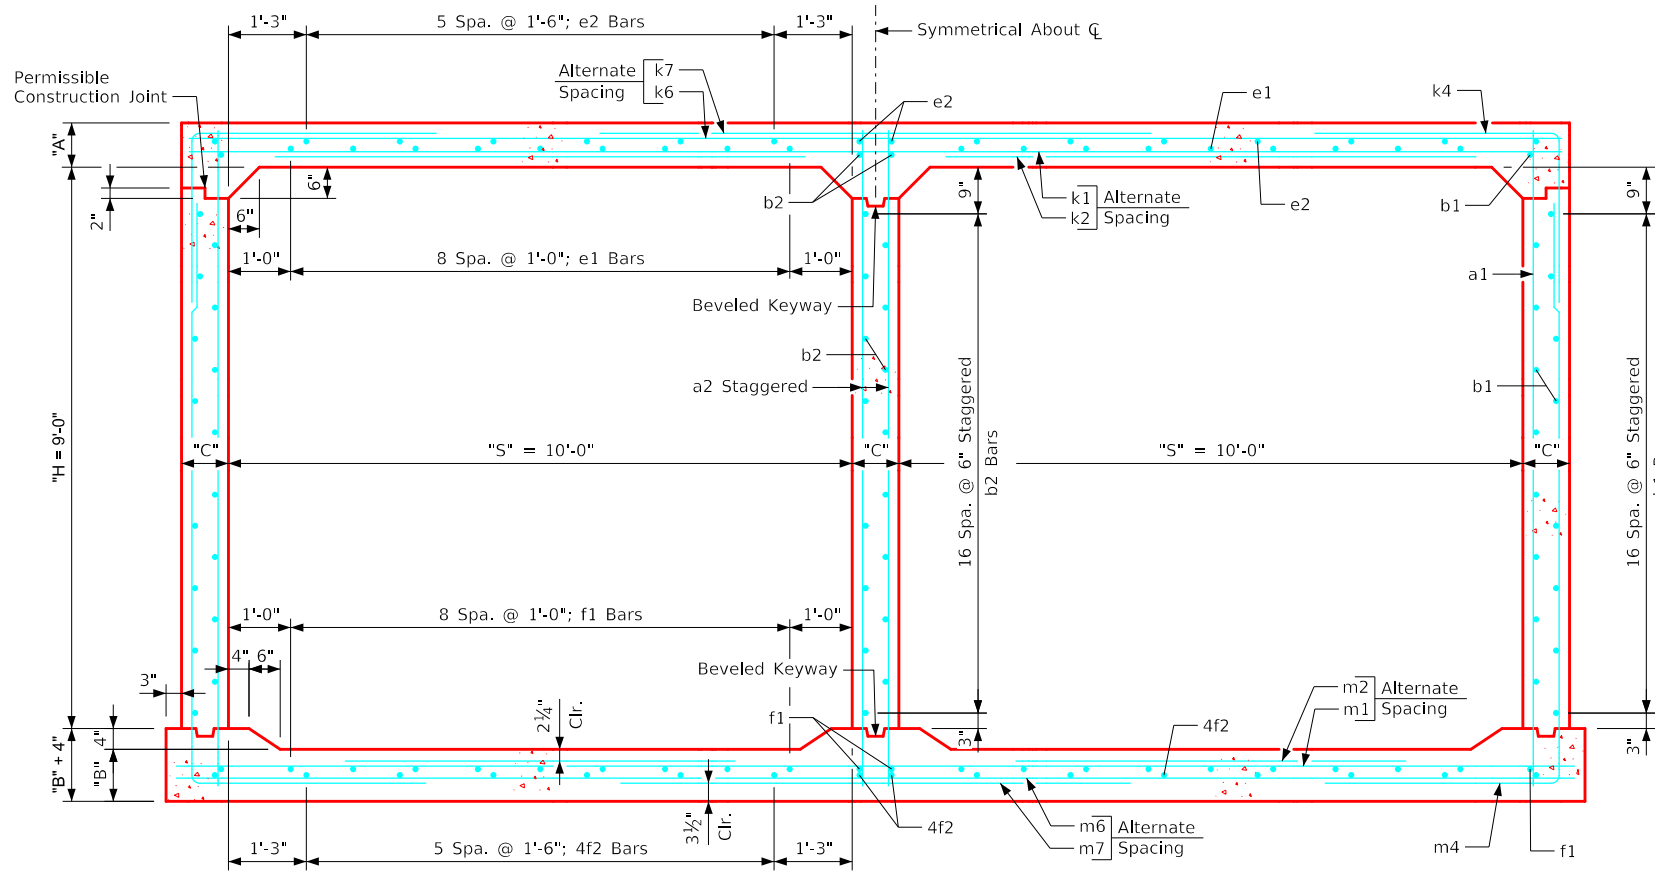 1'-3"
5 Spa. @ 1'-6"; e2 Bars
1'-3"
Symmetrical About ℄
Permissible
Construction Joint
Alternate
Spacing
k7
k6
e2
e1
k4
"A"
6"
2"
6"
b2
9"
k1
k2
Alternate
Spacing
e2
b1
9"
1'-0"
8 Spa. @ 1'-0"; e1 Bars
1'-0"
a1
Beveled Keyway
b2
a2 Staggered
b1
"H = 9'-0"
16 Spa. @ 6" Staggered
b2 Bars
16 Spa. @ 6" Staggered
"C"
"S" = 10'-0"
"C"
"S" = 10'-0"
"C"
1'-0"
8 Spa. @ 1'-0"; f1 Bars
1'-0"
4"
6"
3"
Beveled Keyway
2¼"
Clr.
f1
m2
m1
Alternate
Spacing
4f2
3"
3"
"B" + 4"
4"
"B"
3½"
Clr.
4f2
m6
m7
Alternate
Spacing
m4
f1
1'-3"
5 Spa. @ 1'-6"; 4f2 Bars
1'-3"